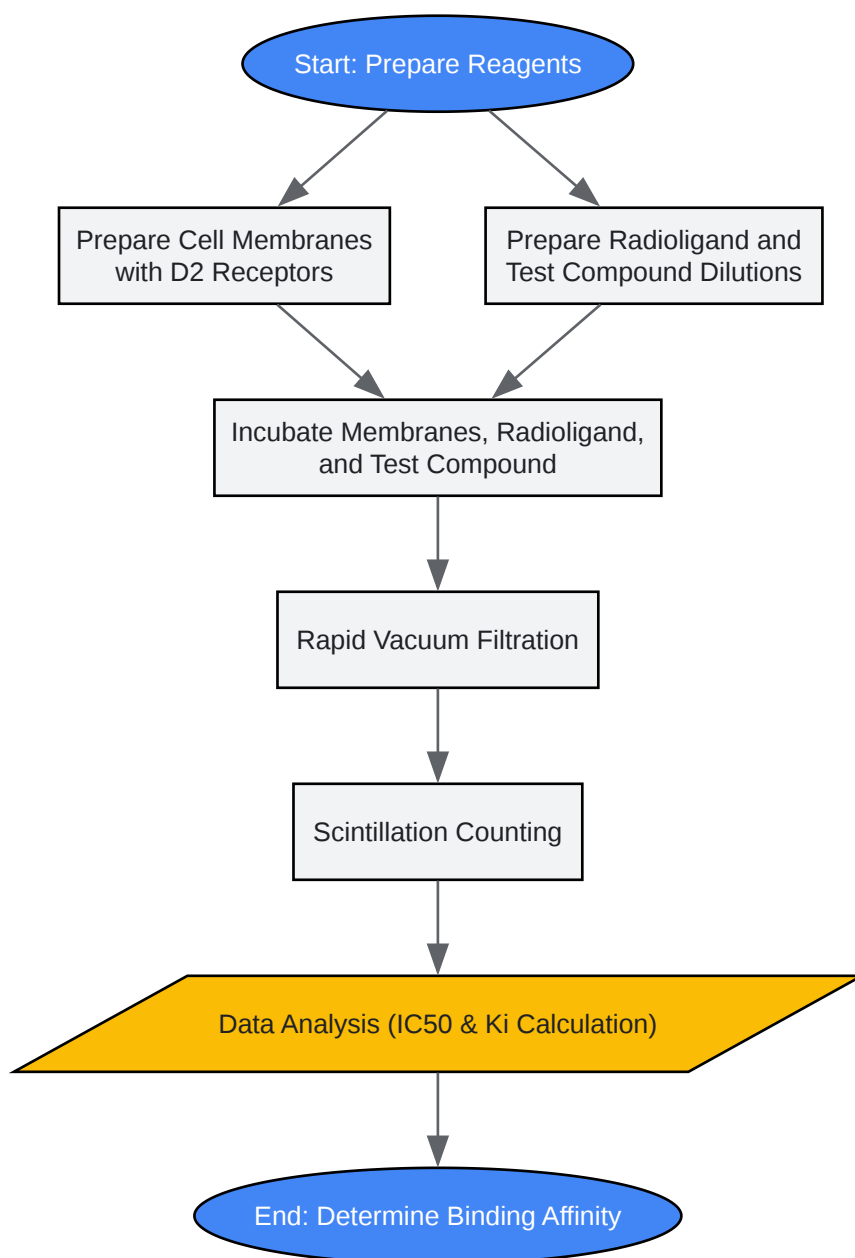 Start: Prepare Reagents
Prepare Cell Membranes
with D2 Receptors
Prepare Radioligand and
Test Compound Dilutions
Incubate Membranes, Radioligand,
and Test Compound
Rapid Vacuum Filtration
Scintillation Counting
Data Analysis (IC50 & Ki Calculation)
End: Determine Binding Affinity